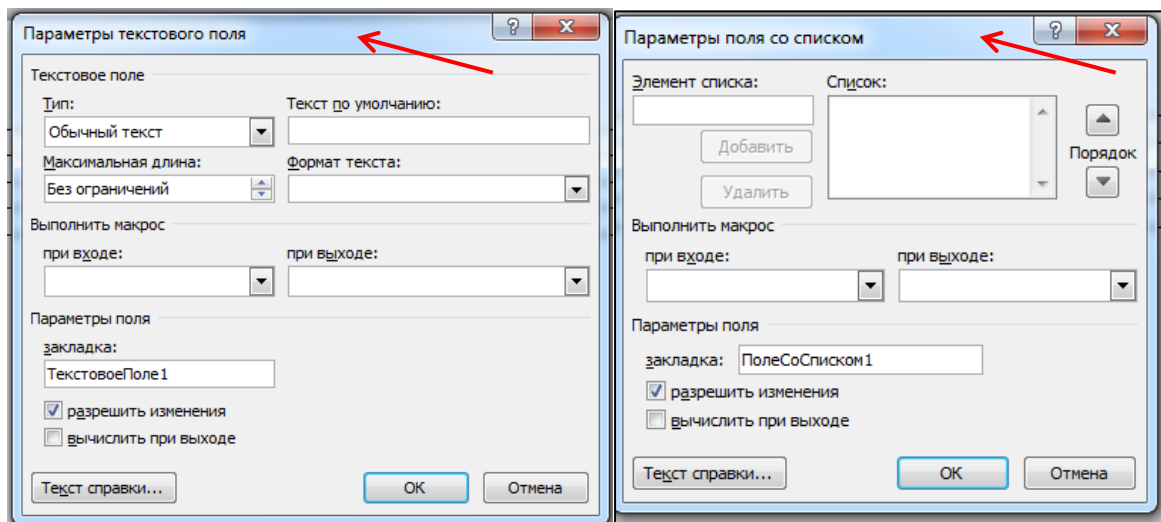 Параметры текстового поля
Текстовое поле
Тип:
Текст по умолчанию:
Обычный текст
Максимальная длина:
Формат текста:
Без ограничений
Выполнить макрос
при входе:
при выходе:
Параметры поля
закладка:
ТекстовоеПоле1
разрешить изменения
вычислить при выходе
Текст справки...
ОК
Отмена
Параметры поля со списком
Элемент списка:
Список:
Добавить
Удалить
Порядок
Выполнить макрос
при входе:
при выходе:
Параметры поля
закладка:
ПолеСоСписком1
разрешить изменения
вычислить при выходе
Текст справки...
ОК
Отмена